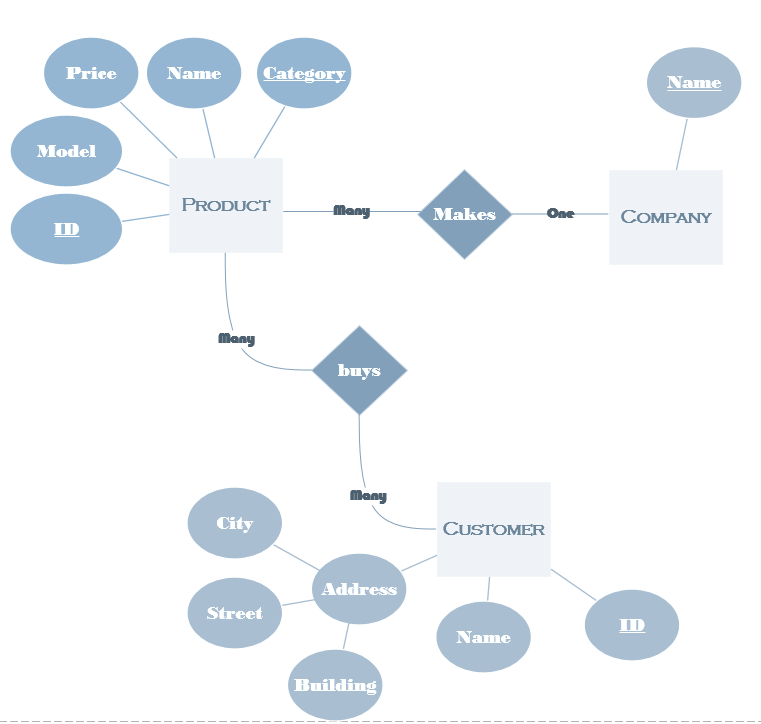 Price
Name
Category
Name
Model
ID
Product
Many
Makes
One
Company
Many
buys
Many
City
Customer
Address
Street
Name
ID
Building